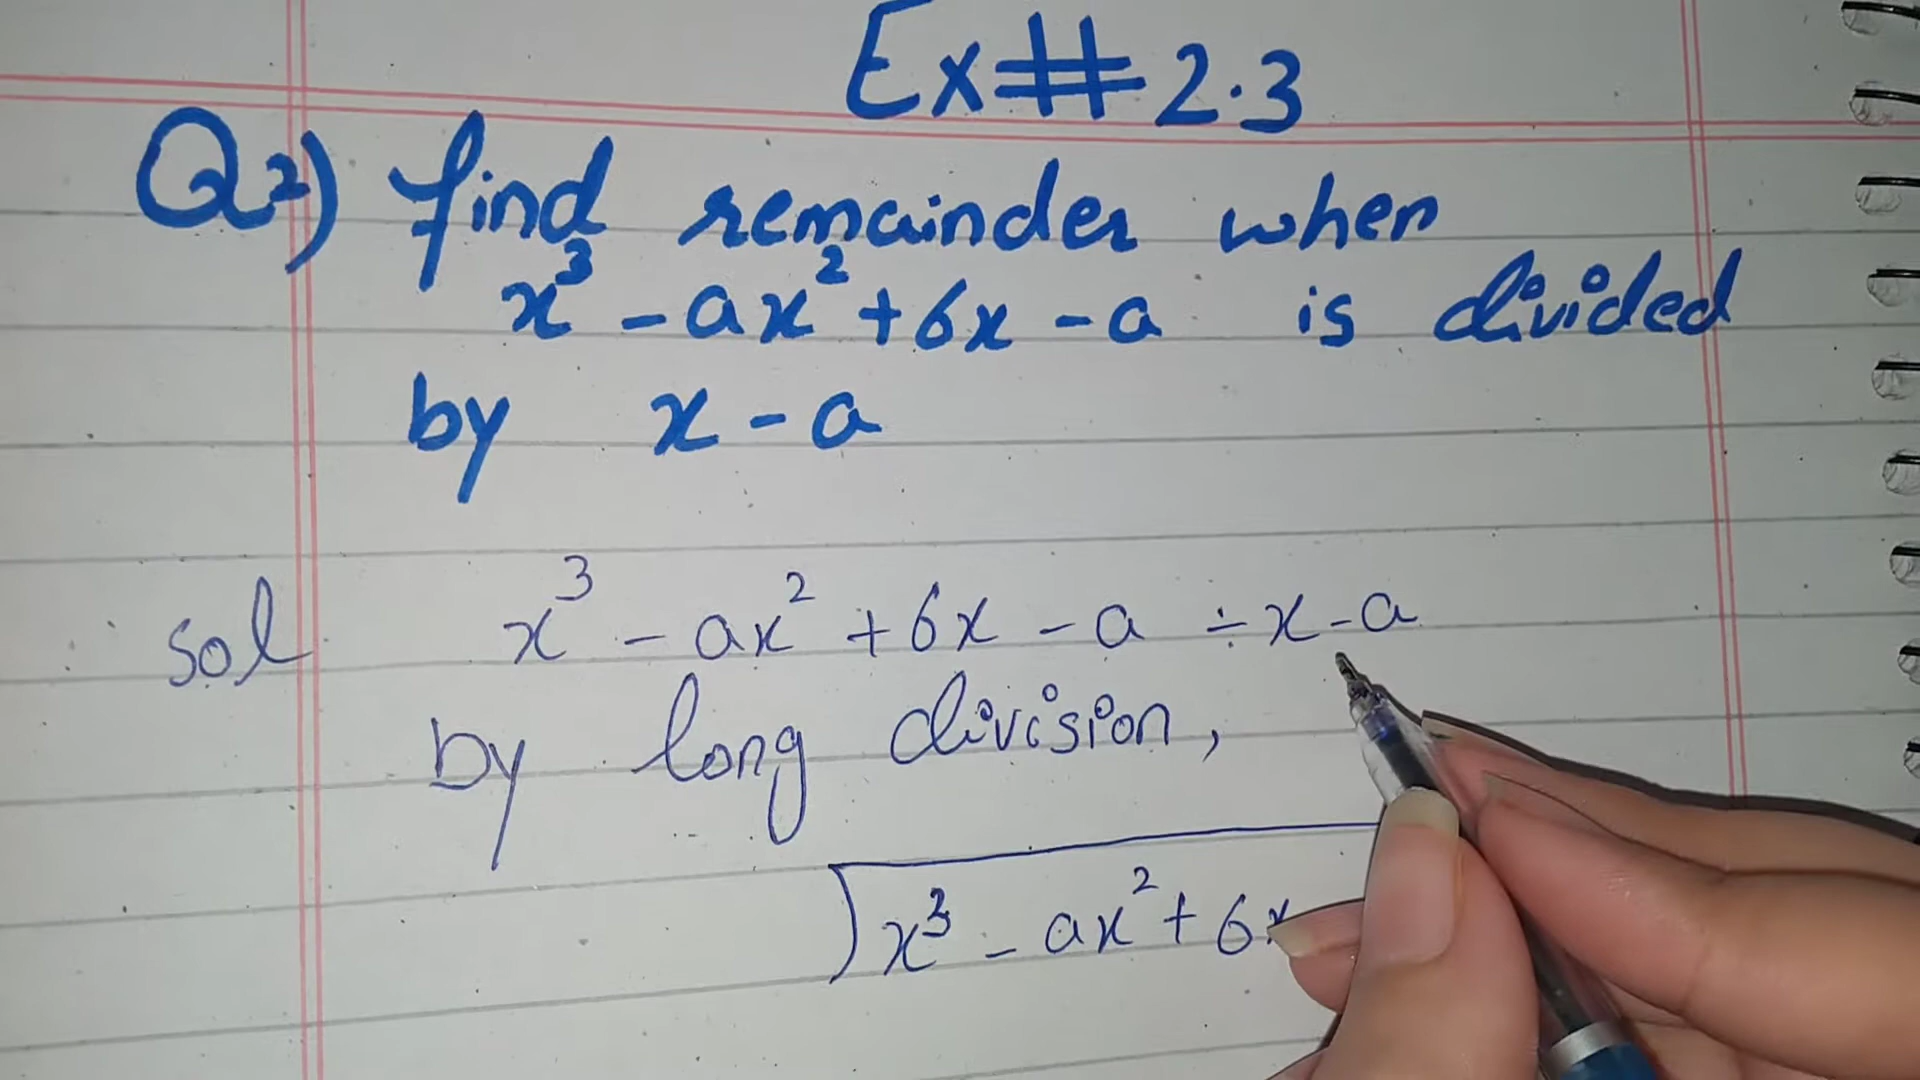 Ex#2.3
Q2) find remainder when
x³ - ax² + 6x - a is divided
by x - a
sol x³ - ax² + 6x - a ÷ x - a
by long division,
x³ - ax² + 6x